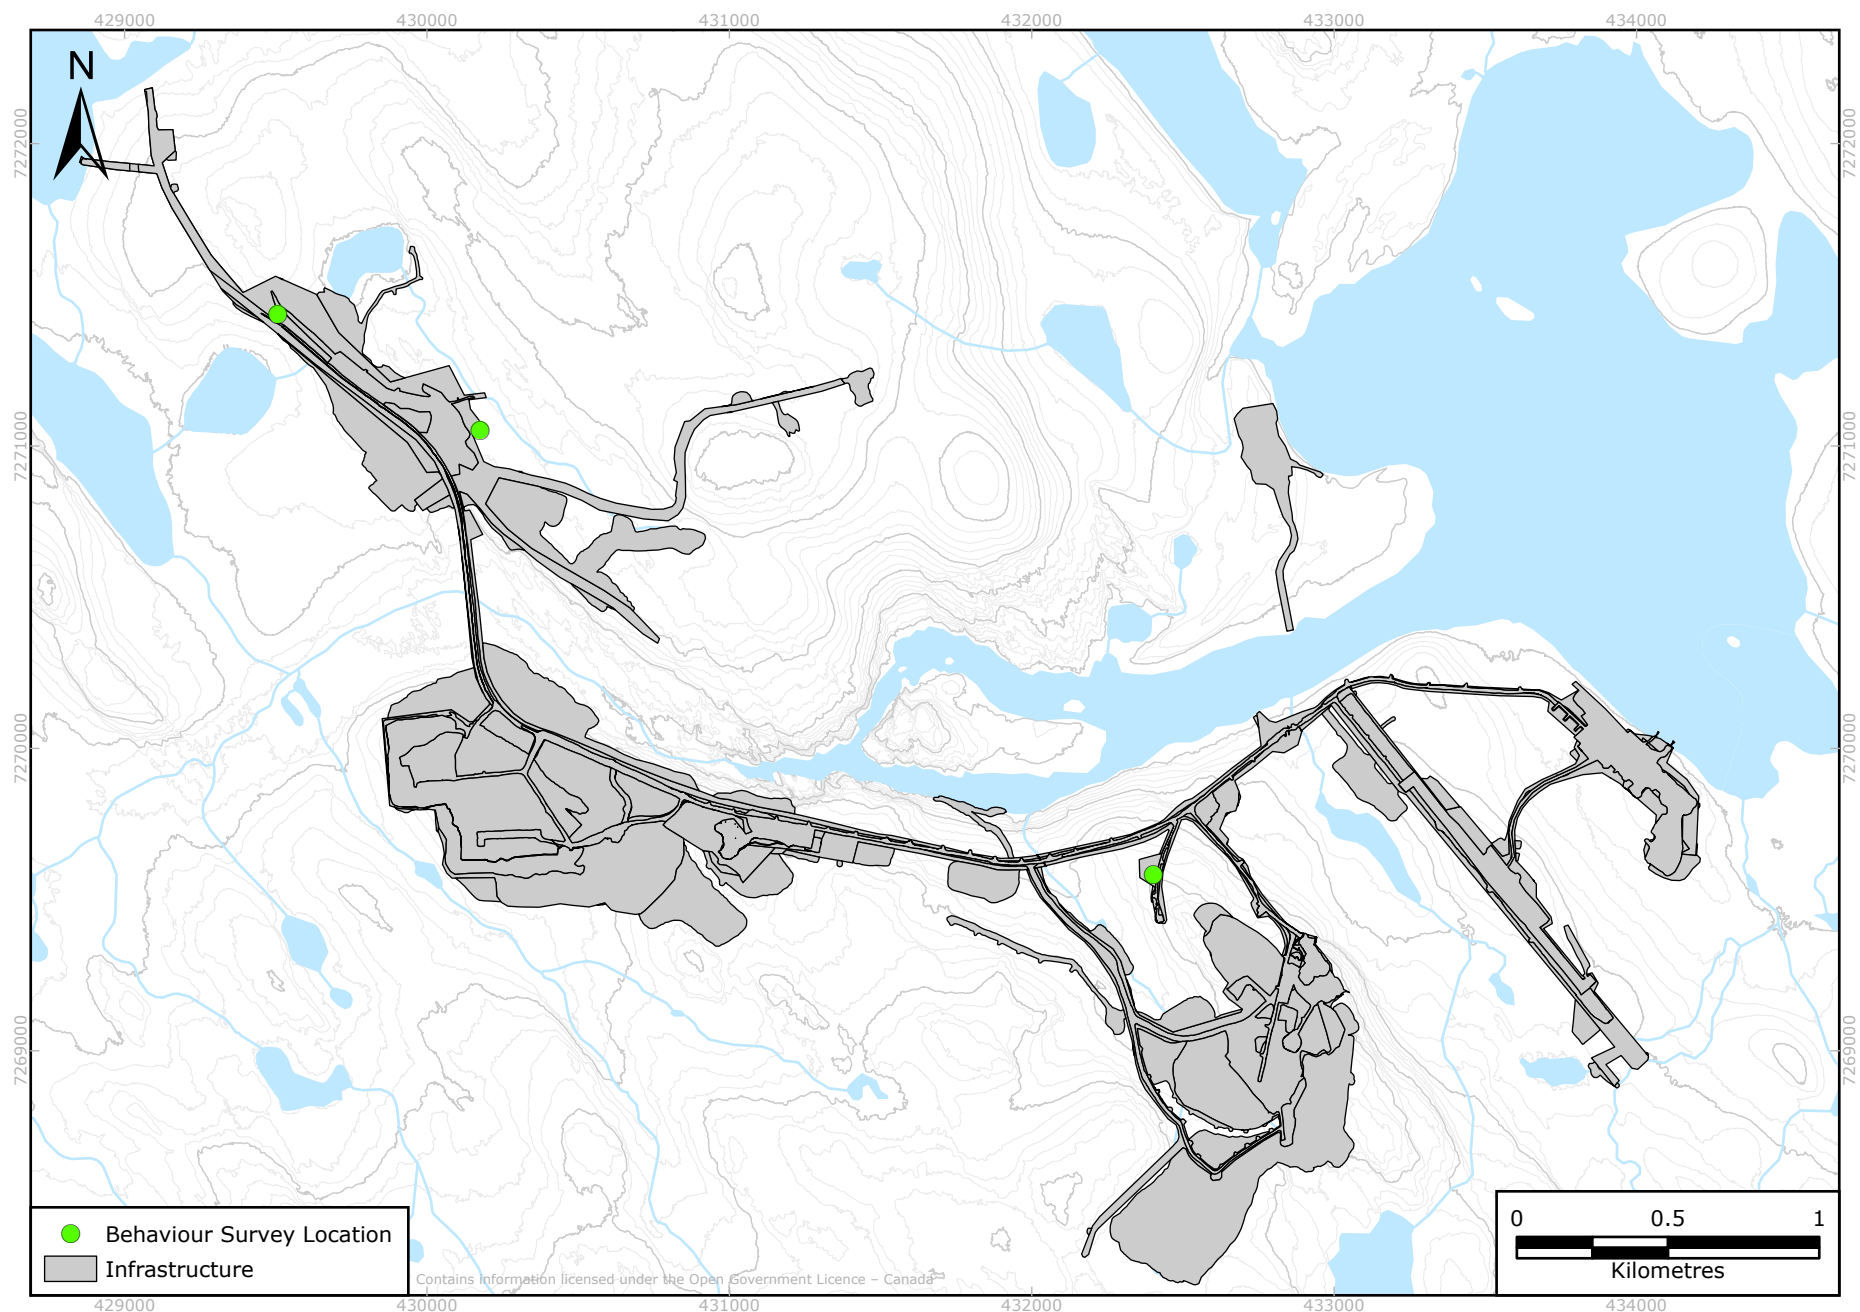 429000 430000 431000 432000 433000 434000
N
7272000 7272000
7271000 7271000
7270000 7270000
7269000 7269000
Behaviour Survey Location
Infrastructure
0 0.5 1
Kilometres
Contains information licensed under the Open Government Licence – Canada
429000 430000 431000 432000 433000 434000